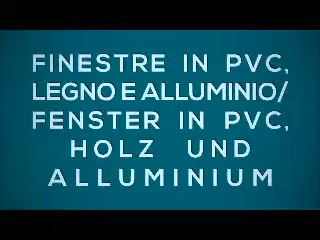 FINESTRE IN PVC,
LEGNO E ALLUMINIO/
FENSTER IN PVC,
HOLZ UND
ALLUMINIUM